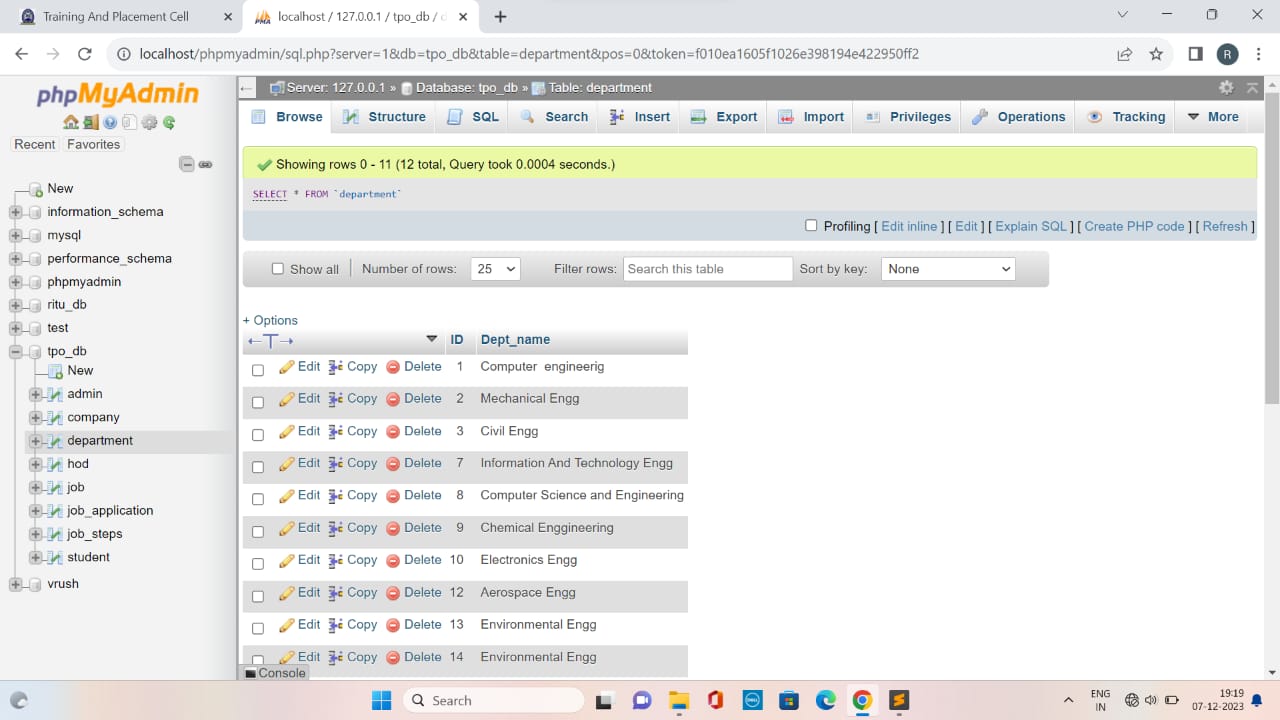 Training And Placement Cell
localhost / 127.0.0.1 / tpo_db / d
localhost/phpmyadmin/sql.php?server=1&db=tpo_db&table=department&pos=0&token=f010ea1605f1026e398194e422950ff2
R
phpMyAdmin
Recent Favorites
New
information_schema
mysql
performance_schema
phpmyadmin
ritu_db
test
tpo_db
New
admin
company
department
hod
job
job_application
job_steps
student
vrush
Server: 127.0.0.1 » Database: tpo_db » Table: department
Browse Structure SQL Search Insert Export Import Privileges Operations Tracking More
Showing rows 0 - 11 (12 total, Query took 0.0004 seconds.)
SELECT * FROM `department`
Profiling [ Edit inline ] [ Edit ] [ Explain SQL ] [ Create PHP code ] [ Refresh ]
Show all Number of rows: 25 Filter rows: Search this table Sort by key: None
+ Options
←T→ ID Dept_name
Edit Copy Delete 1 Computer engineerig
Edit Copy Delete 2 Mechanical Engg
Edit Copy Delete 3 Civil Engg
Edit Copy Delete 7 Information And Technology Engg
Edit Copy Delete 8 Computer Science and Engineering
Edit Copy Delete 9 Chemical Enggineering
Edit Copy Delete 10 Electronics Engg
Edit Copy Delete 12 Aerospace Engg
Edit Copy Delete 13 Environmental Engg
Edit Copy Delete 14 Environmental Engg
Console
Search
ENG
IN
19:19
07-12-2023